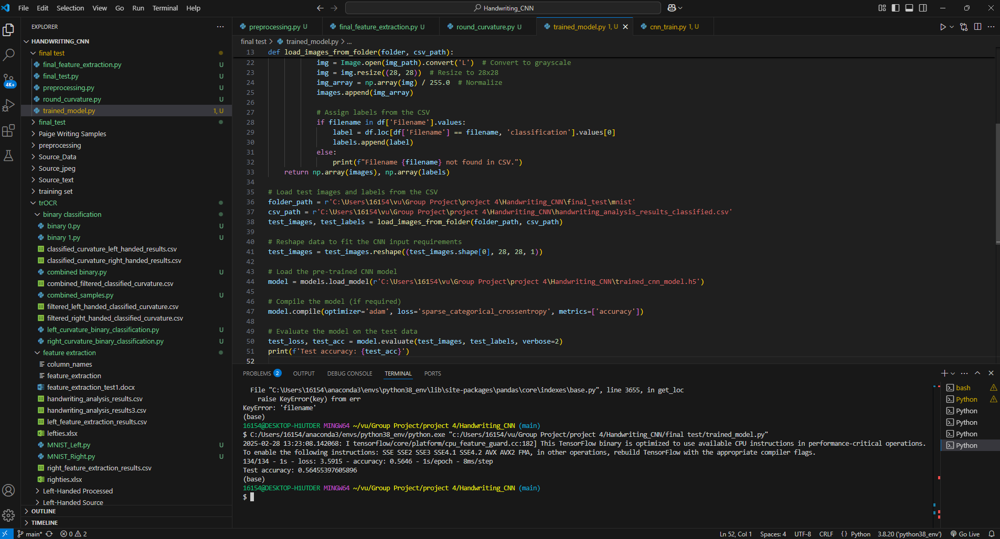 File Edit Selection View Go Run Terminal Help
Handwriting_CNN
EXPLORER
HANDWRITING_CNN
final test
final_feature_extraction.py U
final_test.py U
preprocessing.py U
round_curvature.py U
trained_model.py 1, U
final_test
Paige Writing Samples
preprocessing
Source_Data
Source_jpeg
Source_text
training set
trOCR
binary classification
binary 0.py U
binary 1.py U
classified_curvature_left_handed_results.csv
classified_curvature_right_handed_results.csv
combined binary.py U
combined_filtered_classified_curvature.csv
combined_samples.py U
filtered_left_handed_classified_curvature.csv
filtered_right_handed_classified_curvature.csv
left_curvature_binary_classification.py U
right_curvature_binary_classification.py U
feature extraction
column_names
feature_extraction
feature_extraction_test1.docx
handwriting_analysis_results.csv
handwriting_analysis_results3.csv
left_feature_extraction_results.csv
lefties.xlsx
MNIST_Left.py U
MNIST_Right.py U
right_feature_extraction_results.csv
righties.xlsx
Left-Handed Processed
Left-Handed Source
OUTLINE
TIMELINE
4K+
preprocessing.py U final_feature_extraction.py U round_curvature.py U trained_model.py 1, U cnn_train.py 1, U
final test > trained_model.py > ...
13 def load_images_from_folder(folder, csv_path):
22 img = Image.open(img_path).convert('L') # Convert to grayscale
23 img = img.resize((28, 28)) # Resize to 28x28
24 img_array = np.array(img) / 255.0 # Normalize
25 images.append(img_array)
26
27 # Assign labels from the CSV
28 if filename in df['Filename'].values:
29 label = df.loc[df['Filename'] == filename, 'classification'].values[0]
30 labels.append(label)
31 else:
32 print(f"Filename {filename} not found in CSV.")
33 return np.array(images), np.array(labels)
34
35 # Load test images and labels from the CSV
36 folder_path = r'C:\Users\16154\vu\Group Project\project 4\Handwriting_CNN\final_test\mnist'
37 csv_path = r'C:\Users\16154\vu\Group Project\project 4\Handwriting_CNN\handwriting_analysis_results_classified.csv'
38 test_images, test_labels = load_images_from_folder(folder_path, csv_path)
39
40 # Reshape data to fit the CNN input requirements
41 test_images = test_images.reshape((test_images.shape[0], 28, 28, 1))
42
43 # Load the pre-trained CNN model
44 model = models.load_model(r'C:\Users\16154\vu\Group Project\project 4\Handwriting_CNN\trained_cnn_model.h5')
45
46 # Compile the model (if required)
47 model.compile(optimizer='adam', loss='sparse_categorical_crossentropy', metrics=['accuracy'])
48
49 # Evaluate the model on the test data
50 test_loss, test_acc = model.evaluate(test_images, test_labels, verbose=2)
51 print(f'Test accuracy: {test_acc}')
52
PROBLEMS 2 OUTPUT DEBUG CONSOLE TERMINAL PORTS
File "C:\Users\16154\anaconda3\envs\python38_env\lib\site-packages\pandas\core\indexes\base.py", line 3655, in get_loc
raise KeyError(key) from err
KeyError: 'filename'
(base)
16154@DESKTOP-H1UTDER MINGW64 ~/vu/Group Project/project 4/Handwriting_CNN (main)
$ C:/Users/16154/anaconda3/envs/python38_env/python.exe "c:/Users/16154/vu/Group Project/project 4/Handwriting_CNN/final test/trained_model.py"
2025-02-28 13:23:08.142068: I tensorflow/core/platform/cpu_feature_guard.cc:182] This TensorFlow binary is optimized to use available CPU instructions in performance-critical operations.
To enable the following instructions: SSE SSE2 SSE3 SSE4.1 SSE4.2 AVX AVX2 FMA, in other operations, rebuild TensorFlow with the appropriate compiler flags.
134/134 - 1s - loss: 3.5915 - accuracy: 0.5646 - 1s/epoch - 8ms/step
Test accuracy: 0.56455397605896
(base)
16154@DESKTOP-H1UTDER MINGW64 ~/vu/Group Project/project 4/Handwriting_CNN (main)
$
bash
Python
Python
Python
Python
Python
main* 0 2 Ln 52, Col 1 Spaces: 4 UTF-8 CRLF {} Python 3.8.20 ('python38_env') Go Live